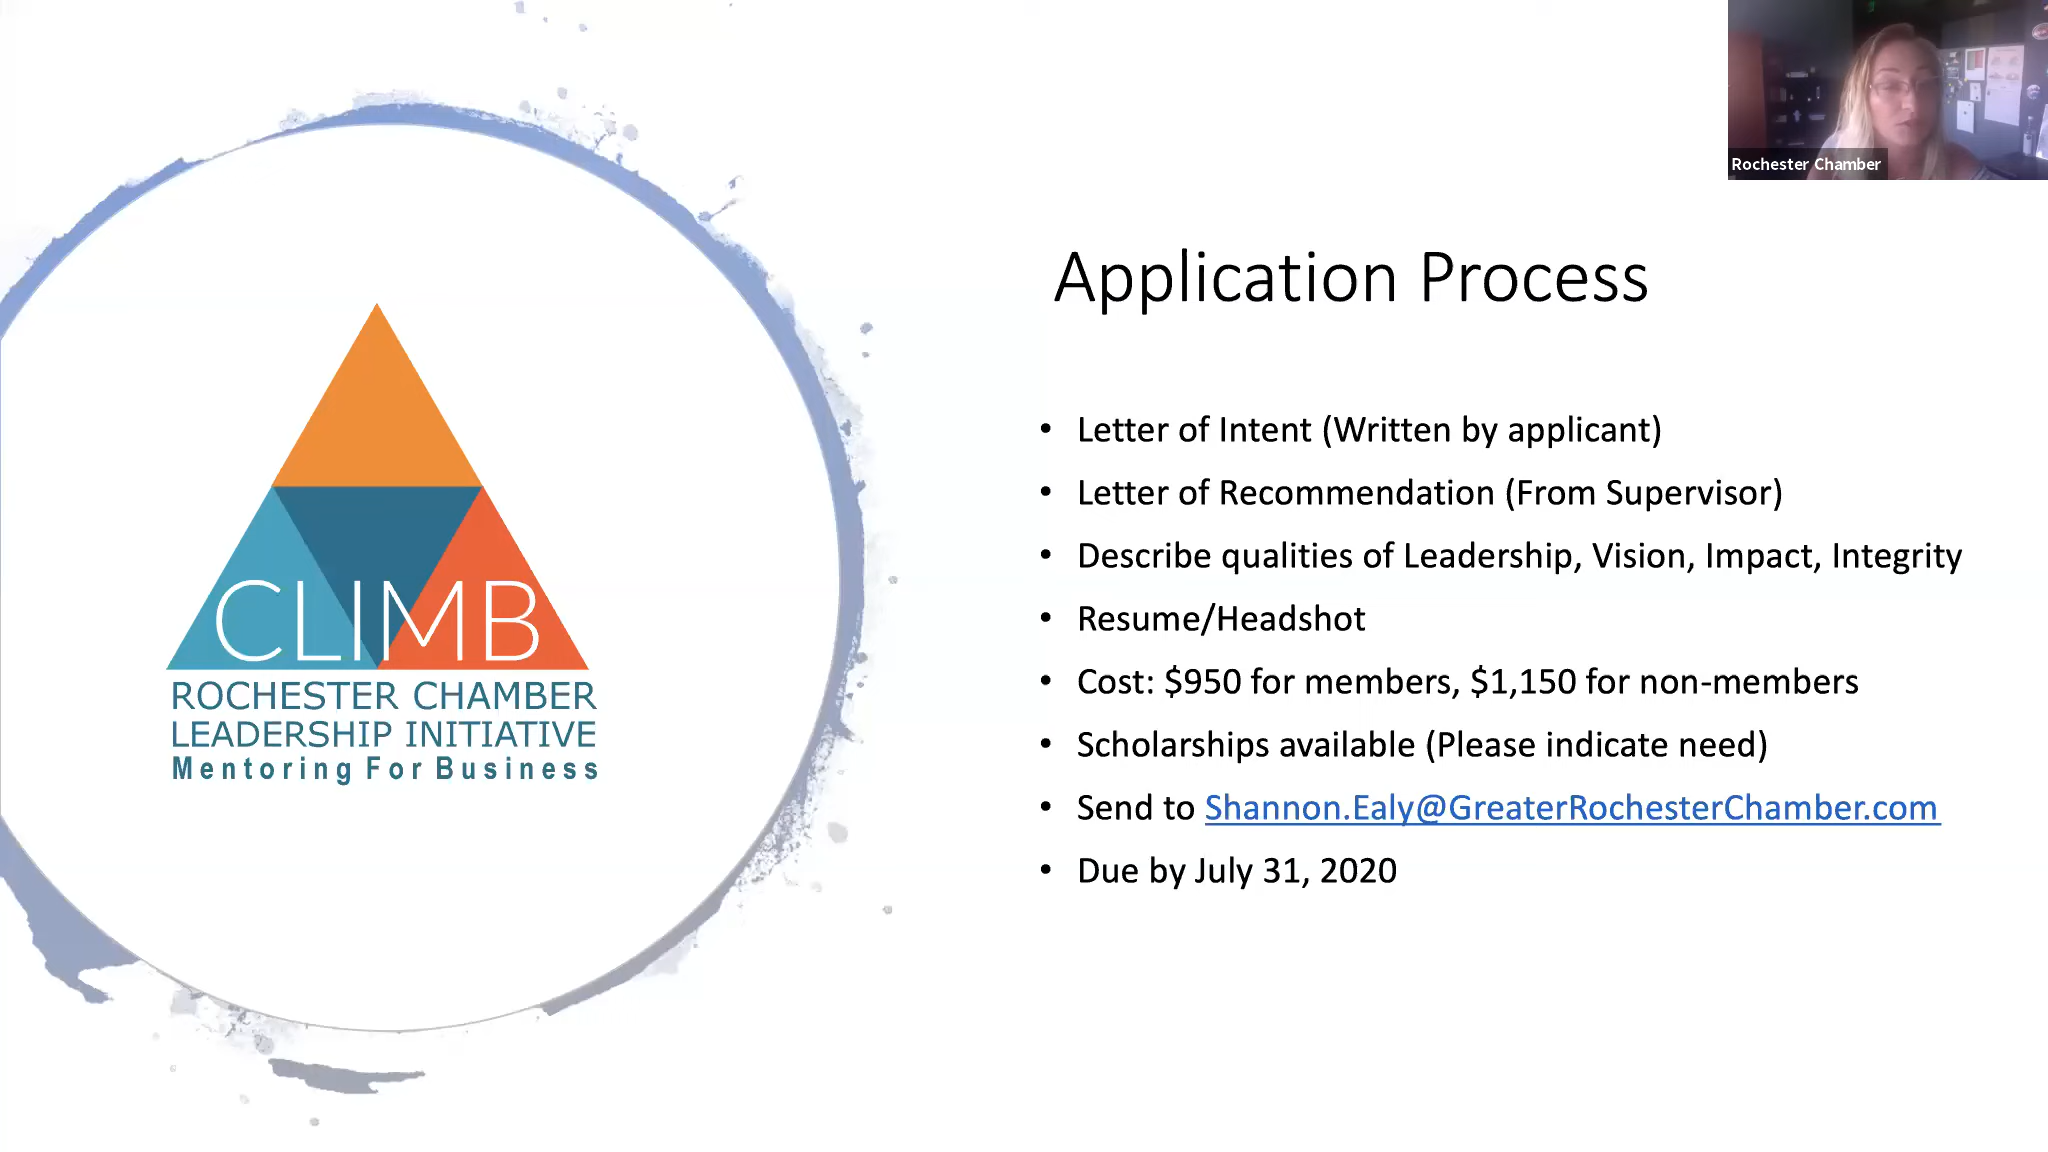 Rochester Chamber
Application Process
• Letter of Intent (Written by applicant)
• Letter of Recommendation (From Supervisor)
• Describe qualities of Leadership, Vision, Impact, Integrity
• Resume/Headshot
• Cost: $950 for members, $1,150 for non-members
• Scholarships available (Please indicate need)
• Send to Shannon.Ealy@GreaterRochesterChamber.com
• Due by July 31, 2020
CLIMB
ROCHESTER CHAMBER
LEADERSHIP INITIATIVE
Mentoring For Business